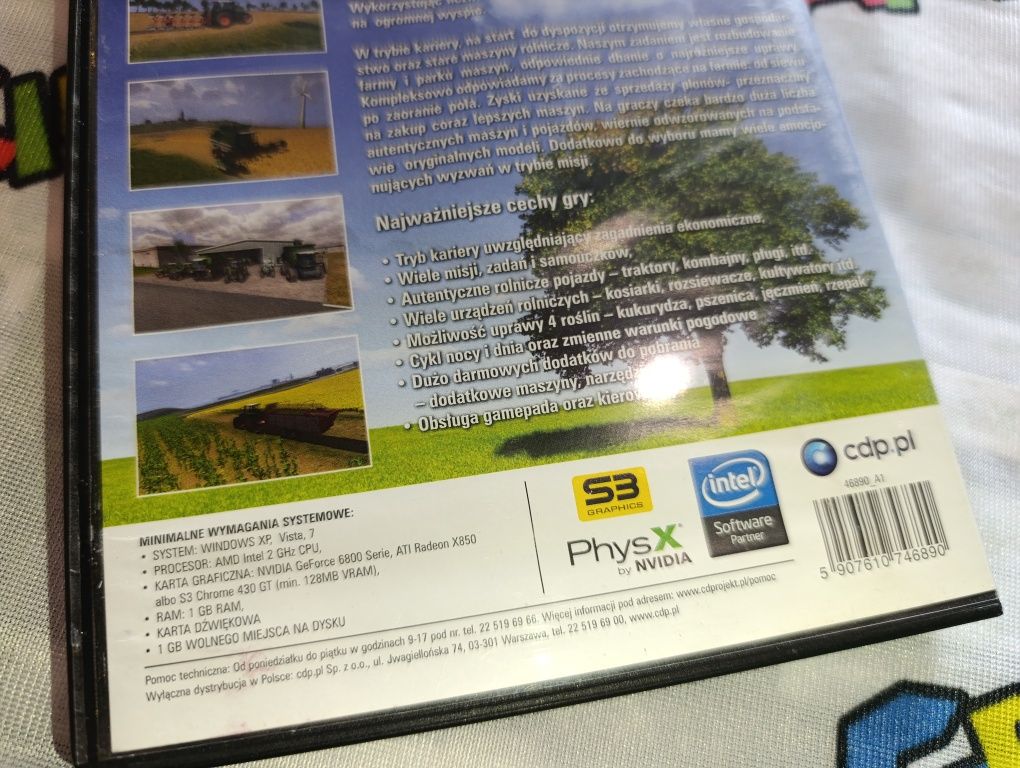 Wykorzystując
na ogromnej wyspie.
W trybie kariery, na start do dyspozycji otrzymujemy własne gospodar-
stwo oraz stare maszyny rolnicze. Naszym zadaniem jest rozbudowanie
farmy i parku maszyn, odpowiednie dbanie o najróżniejsze uprawy.
Kompleksowo odpowiadamy za procesy zachodzące na farmie: od siewu
po zaoranie pola. Zyski uzyskane ze sprzedaży plonów- przeznaczmy
na zakup coraz lepszych maszyn. Na graczy czeka bardzo duża liczba
autentycznych maszyn i pojazdów, wiernie odwzorowanych na podsta-
wie oryginalnych modeli. Dodatkowo do wyboru mamy wiele emocjo-
nujących wyzwań w trybie misji.
Najważniejsze cechy gry:
• Tryb kariery uwzględniający zagadnienia ekonomiczne.
• Wiele misji, zadań i samouczków,
• Autentyczne rolnicze pojazdy – traktory, kombajny, pługi, itd.
• Wiele urządzeń rolniczych – kosiarki, rozsiewacze, kultywatory itd.
• Możliwość uprawy 4 roślin – kukurydza, pszenica, jęczmień, rzepak
• Cykl nocy i dnia oraz zmienne warunki pogodowe
• Dużo darmowych dodatków do pobrania
– dodatkowe maszyny,
• Obsługa gamepada oraz
MINIMALNE WYMAGANIA SYSTEMOWE:
• SYSTEM: WINDOWS XP, Vista, 7
• PROCESOR: AMD Intel 2 GHz CPU,
• KARTA GRAFICZNA: NVIDIA GeForce 6800 Serie, ATI Radeon X850
albo S3 Chrome 430 GT (min. 128MB VRAM),
• RAM: 1 GB RAM,
• KARTA DŹWIĘKOWA
• 1 GB WOLNEGO MIEJSCA NA DYSKU
S3
GRAPHICS
PhysX
by NVIDIA
intel
Software
Partner
cdp.pl
46890_A1
5 907610 746890
Pomoc techniczna: Od poniedziałku do piątku w godzinach 9-17 pod nr. tel. 22 519 69 66. Więcej informacji pod adresem: www.cdprojekt.pl/pomoc
Wyłączna dystrybucja w Polsce: cdp.pl Sp. z o.o., ul. Jwagiellońska 74, 03-301 Warszawa, tel. 22 519 69 00, www.cdp.pl